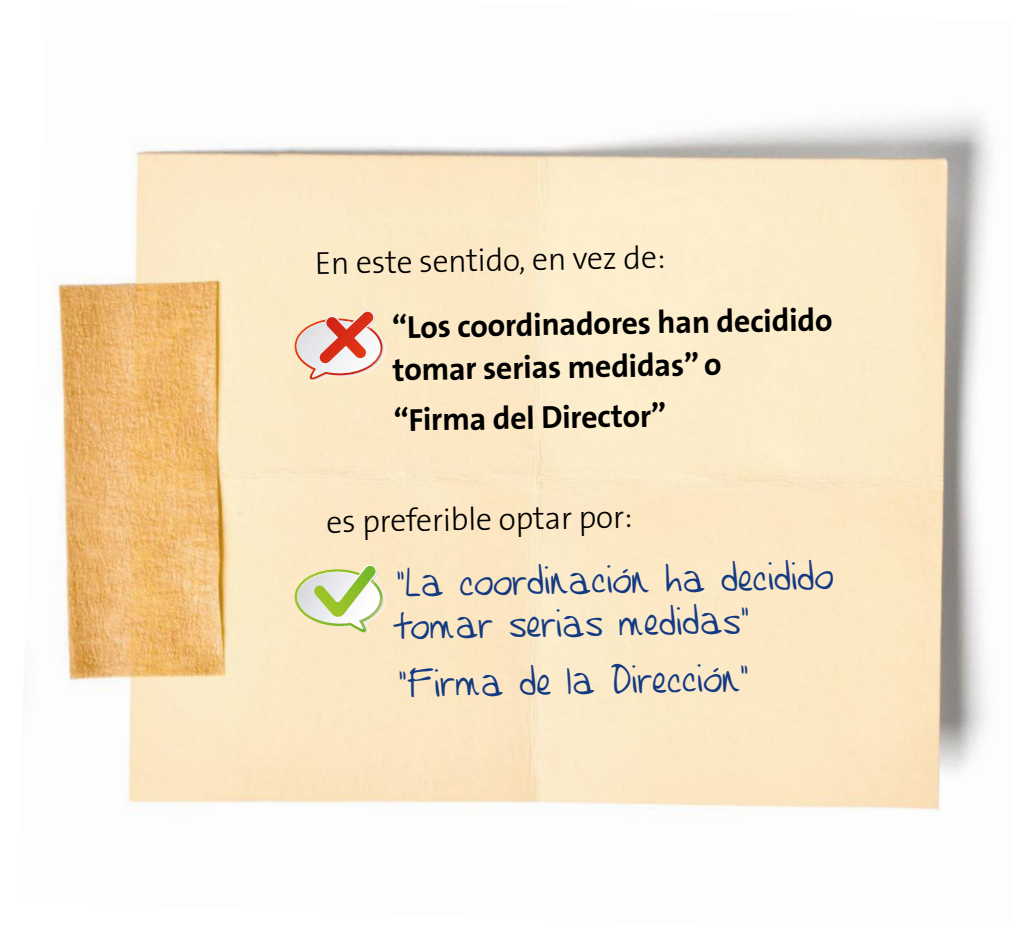 En este sentido, en vez de:
“Los coordinadores han decidido
tomar serias medidas” o
“Firma del Director”
es preferible optar por:
"La coordinación ha decidido
tomar serias medidas"
"Firma de la Dirección"